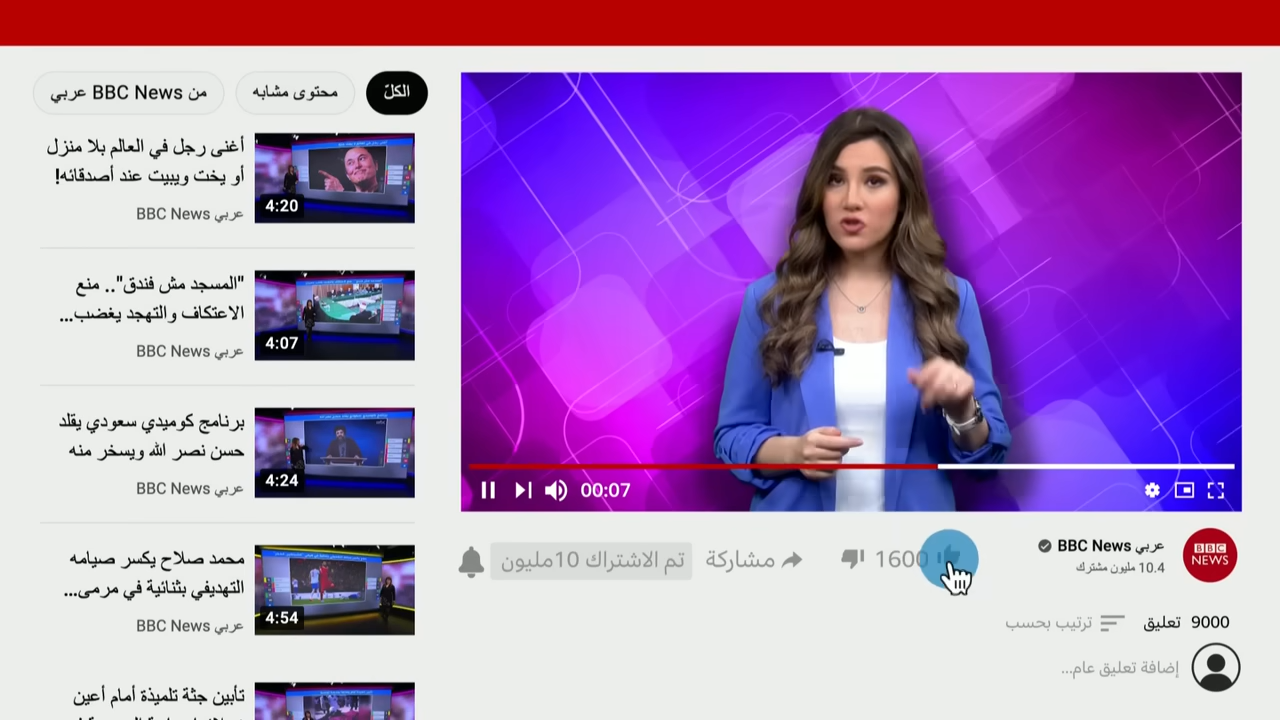 الكلّ
محتوى مشابه
من BBC News عربي
أغنى رجل في العالم بلا منزل
أو يخت ويبيت عند أصدقائه!
عربي BBC News
4:20
"المسجد مش فندق".. منع
الاعتكاف والتهجد يغضب...
عربي BBC News
4:07
برنامج كوميدي سعودي يقلد
حسن نصر الله ويسخر منه
عربي BBC News
4:24
محمد صلاح يكسر صيامه
التهديفي بثنائية في مرمى...
عربي BBC News
4:54
تأبين جثة تلميذة أمام أعين
00:07
BBC
NEWS
عربي BBC News
10.4 مليون مشترك
1600
مشاركة
تم الاشتراك 10مليون
9000 تعليق
ترتيب بحسب
إضافة تعليق عام...